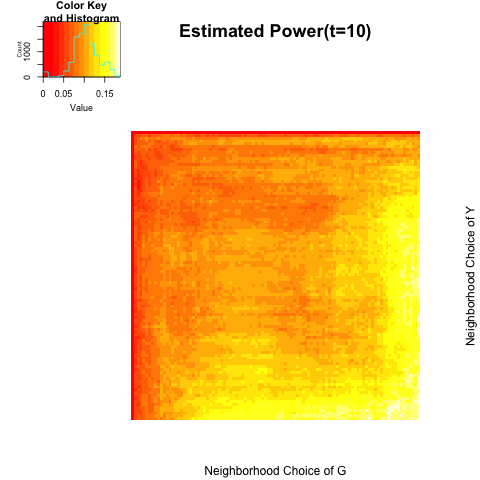 Color Key
and Histogram
Estimated Power(t=10)
Count
0 1000
0 0.05 0.15
Value
Neighborhood Choice of Y
Neighborhood Choice of G